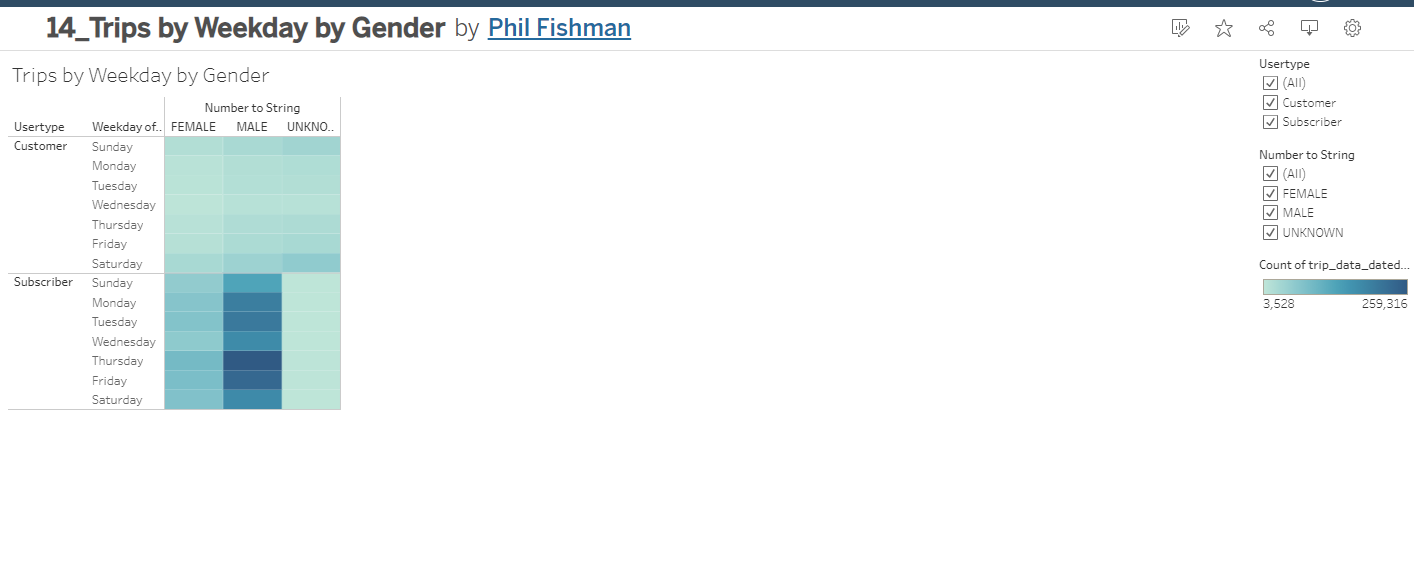 14_Trips by Weekday by Gender by Phil Fishman
Trips by Weekday by Gender
Number to String
Usertype Weekday of.. FEMALE MALE UNKNO..
Customer Sunday
Monday
Tuesday
Wednesday
Thursday
Friday
Saturday
Subscriber Sunday
Monday
Tuesday
Wednesday
Thursday
Friday
Saturday
Usertype
(All)
Customer
Subscriber
Number to String
(All)
FEMALE
MALE
UNKNOWN
Count of trip_data_dated...
3,528 259,316